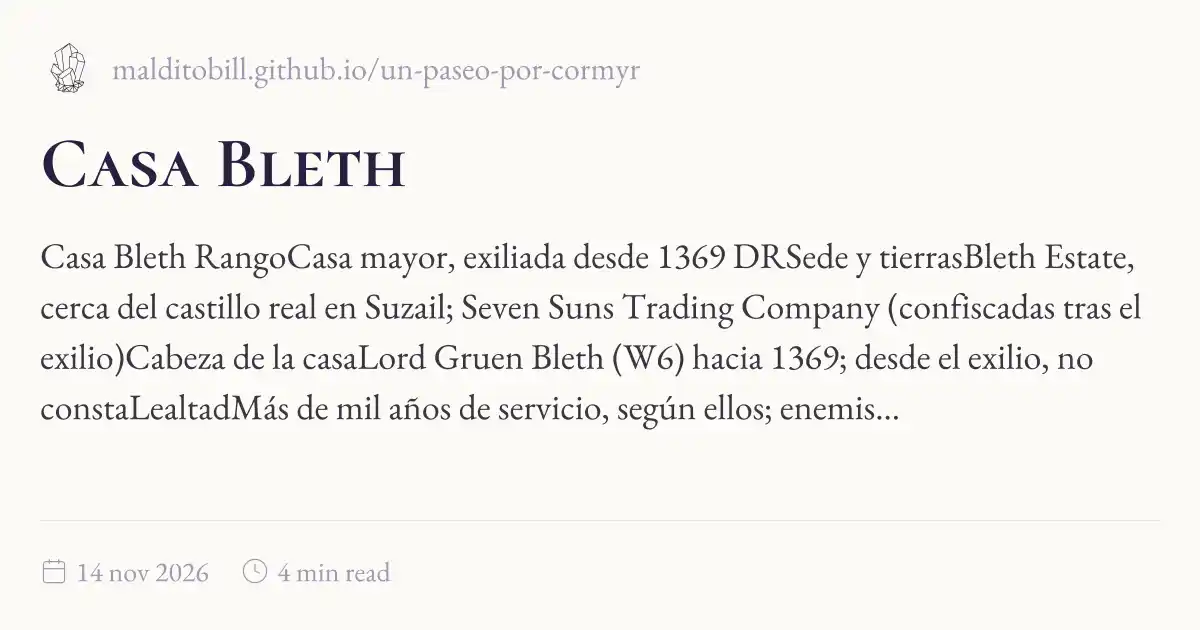 malditobill.github.io/un-paseo-por-cormyr
Casa Bleth
Casa Bleth RangoCasa mayor, exiliada desde 1369 DRSede y tierrasBleth Estate,
cerca del castillo real en Suzail; Seven Suns Trading Company (confiscadas tras el
exilio)Cabeza de la casaLord Gruen Bleth (W6) hacia 1369; desde el exilio, no
constaLealtadMás de mil años de servicio, según ellos; enemis...
14 nov 2026
4 min read